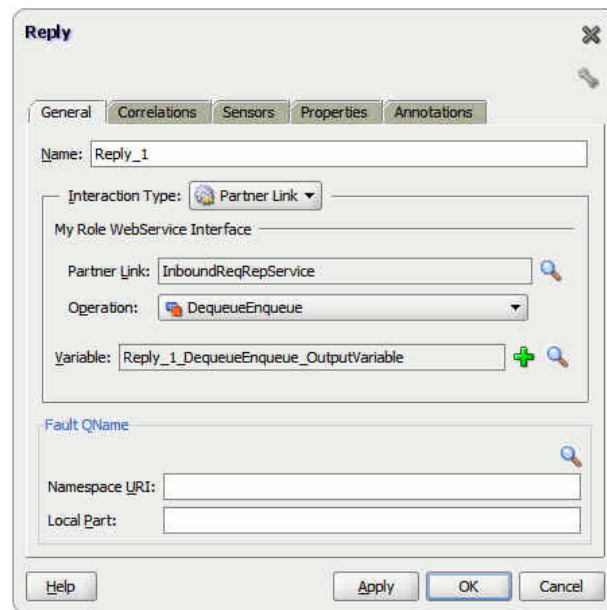 Reply
General Correlations Sensors Properties Annotations
Name: Reply_1
Interaction Type: Partner Link
My Role WebService Interface
Partner Link: InboundReqRepService
Operation: DequeueEnqueue
Variable: Reply_1_DequeueEnqueue_OutputVariable
Fault QName
Namespace URI:
Local Part:
Help Apply OK Cancel